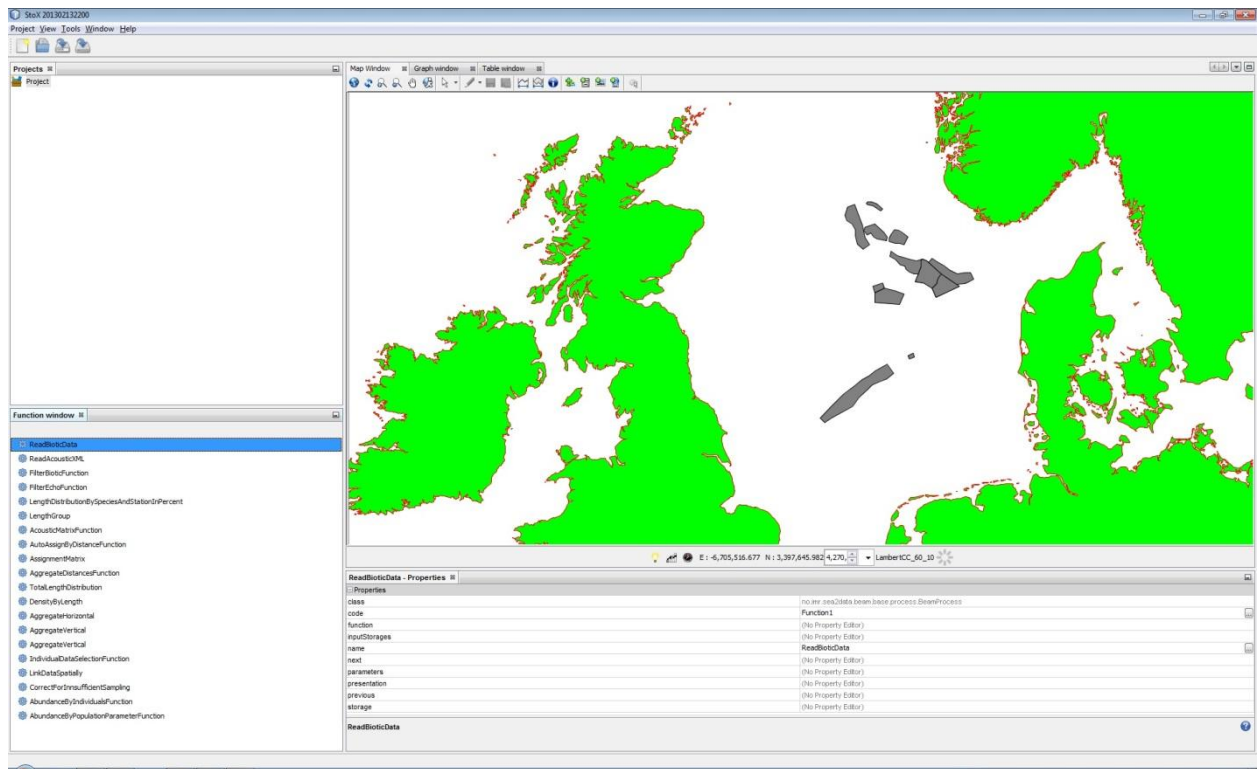 StoX 201302132200
Project View Tools Window Help
Projects
Project
Map Window Graph window Table window
Function window
ReadBioticData
ReadAcousticXML
FilterBioticFunction
FilterEchoFunction
LengthDistributionBySpeciesAndStationInPercent
LengthGroup
AcousticMatrixFunction
AutoAssignByDistanceFunction
AssignmentMatrix
AggregateDistancesFunction
TotalLengthDistribution
DensityByLength
AggregateHorizontal
AggregateVertical
AggregateVertical
IndividualDataSelectionFunction
LinkDataSpatially
CorrectForInnsufficientSampling
AbundanceByIndividualsFunction
AbundanceByPopulationParameterFunction
E : -6,705,516.677 N : 3,397,645.982 4,270, LambertCC_60_10
ReadBioticData - Properties
Properties
class no.imr.sea2data.beam.base.process.BeamProcess
code Function1 ...
function (No Property Editor)
inputStorages (No Property Editor)
name ReadBioticData ...
next (No Property Editor)
parameters (No Property Editor)
presentation (No Property Editor)
previous (No Property Editor)
storage (No Property Editor)
ReadBioticData